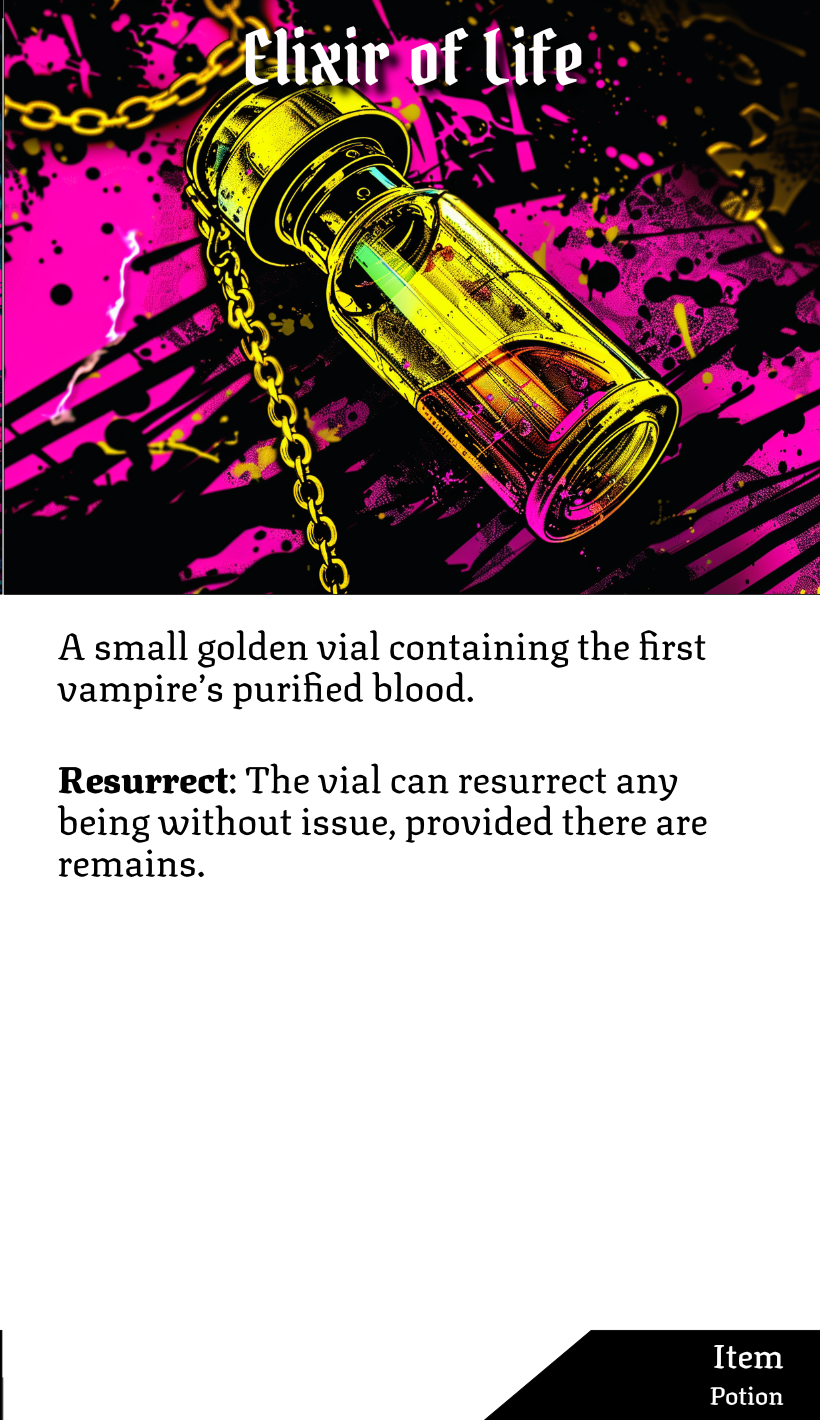 Elixir of Life
A small golden vial containing the first
vampire’s purified blood.
Resurrect: The vial can resurrect any
being without issue, provided there are
remains.
Item
Potion